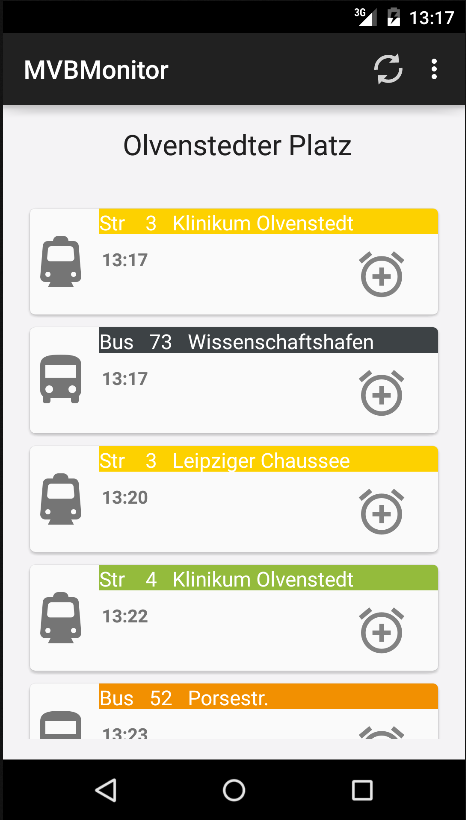 3G 13:17
MVBMonitor
Olvenstedter Platz
Str 3 Klinikum Olvenstedt
13:17
Bus 73 Wissenschaftshafen
13:17
Str 3 Leipziger Chaussee
13:20
Str 4 Klinikum Olvenstedt
13:22
Bus 52 Porsestr.
13:23